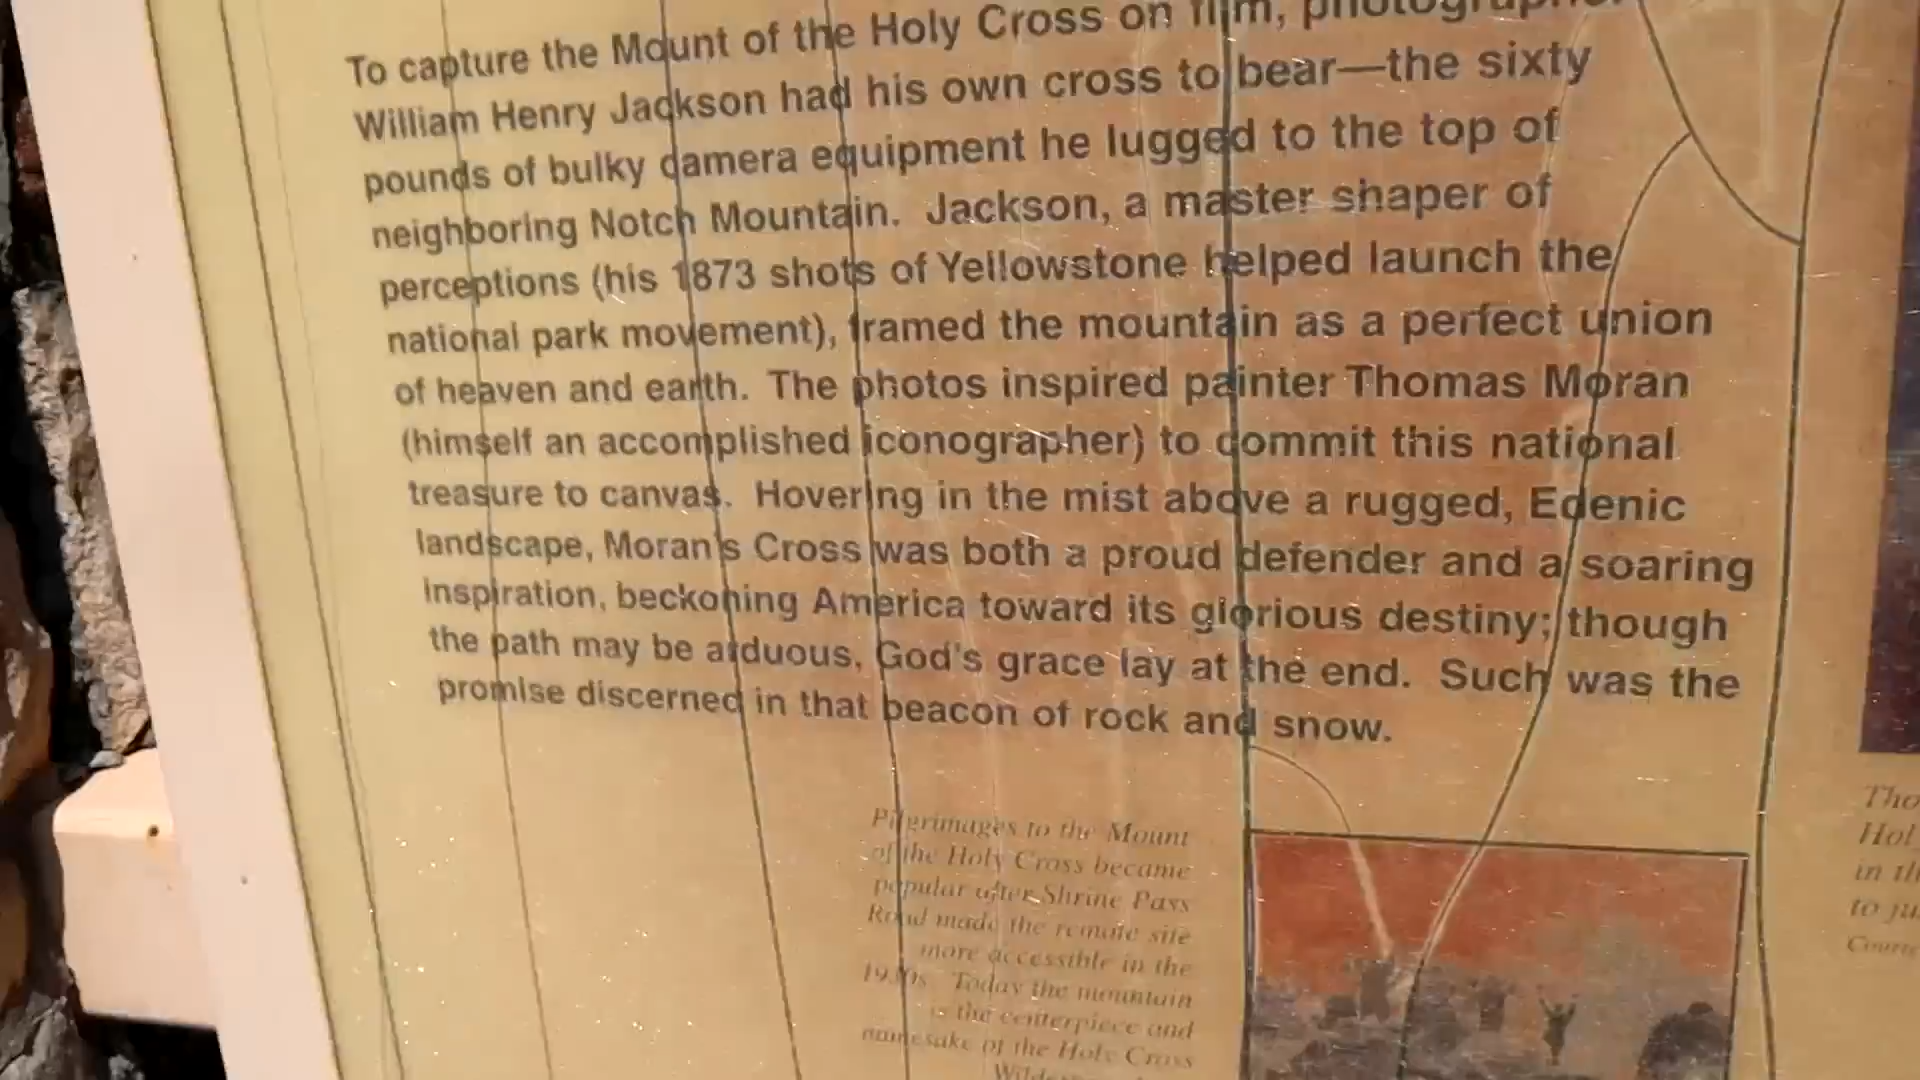 To capture the Mount of the Holy Cross on film,
William Henry Jackson had his own cross to bear—the sixty
pounds of bulky camera equipment he lugged to the top of
neighboring Notch Mountain. Jackson, a master shaper of
perceptions (his 1873 shots of Yellowstone helped launch the
national park movement), framed the mountain as a perfect union
of heaven and earth. The photos inspired painter Thomas Moran
(himself an accomplished iconographer) to commit this national
treasure to canvas. Hovering in the mist above a rugged, Edenic
landscape, Moran's Cross was both a proud defender and a soaring
inspiration, beckoning America toward its glorious destiny; though
the path may be arduous, God's grace lay at the end. Such was the
promise discerned in that beacon of rock and snow.
Pilgrimages to the Mount
of the Holy Cross became
popular after Shrine Pass
Road made the remote site
more accessible in the
Today the mountain
is the centerpiece and
namesake of the Holy Cross
Tho
Hol
in th
to ju
Courte